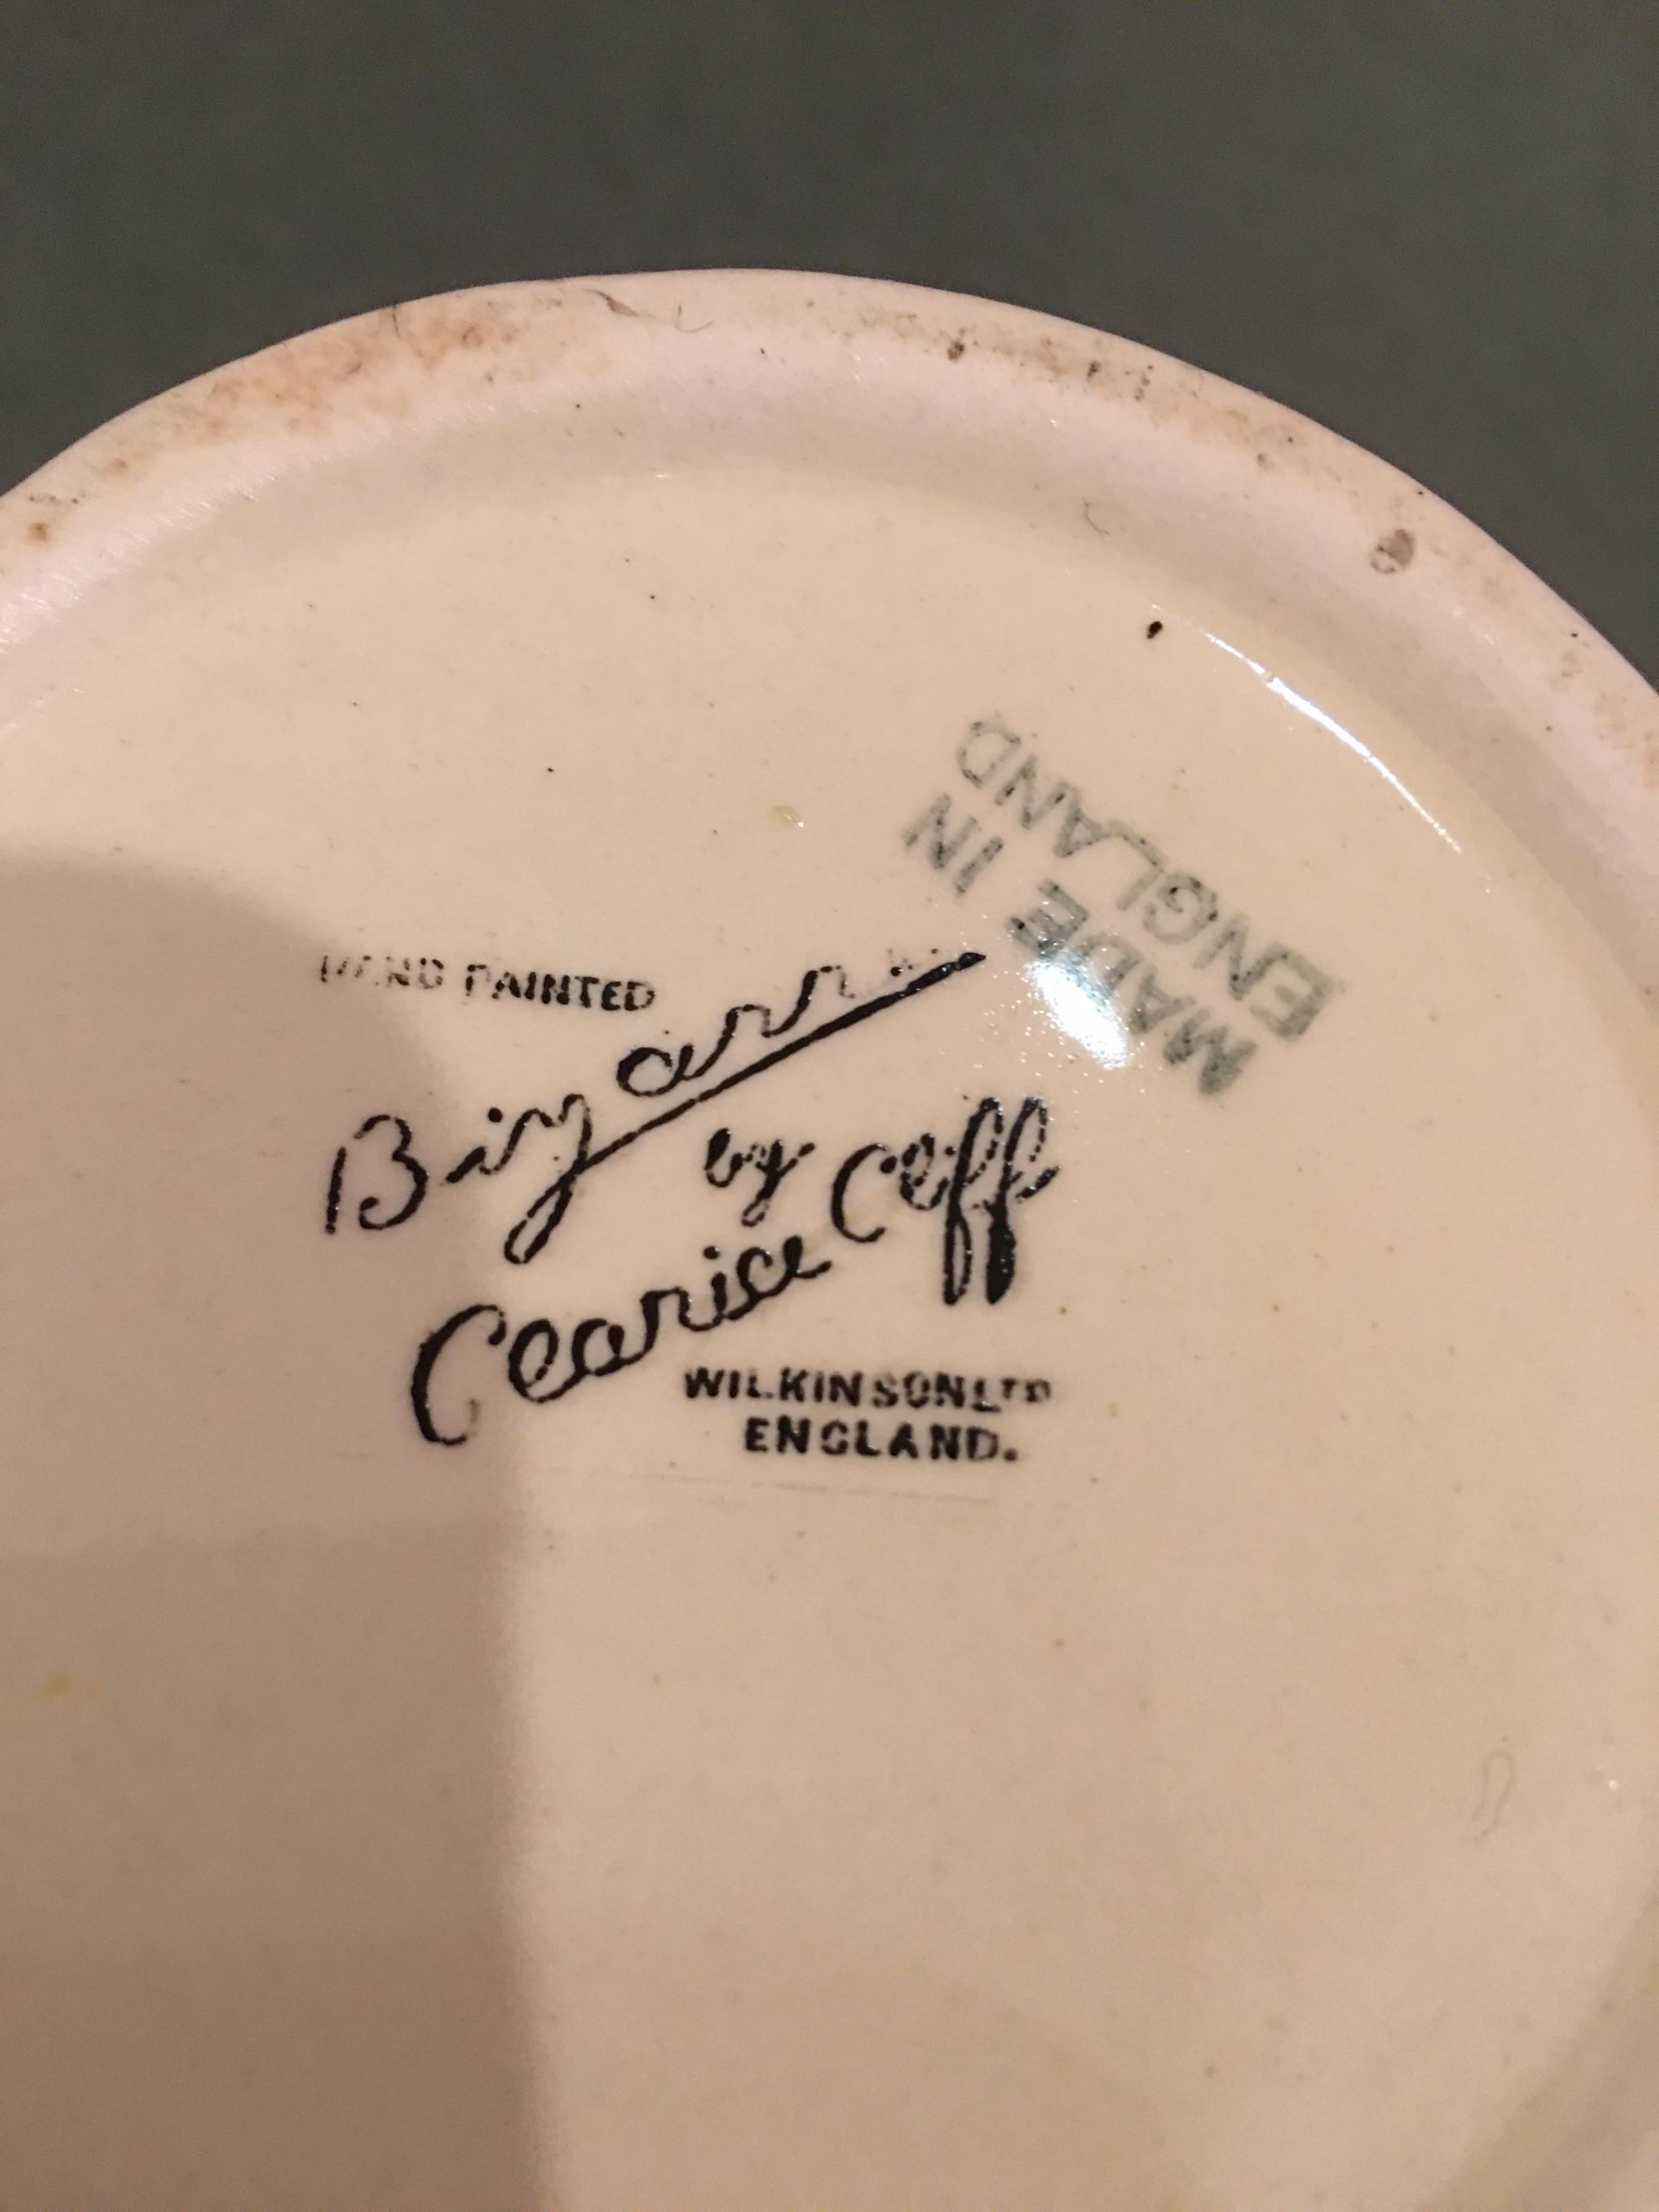 MADE IN
ENGLAND
HAND PAINTED
Bizarre
by
Clarice Cliff
WILKINSON LTD
ENGLAND.